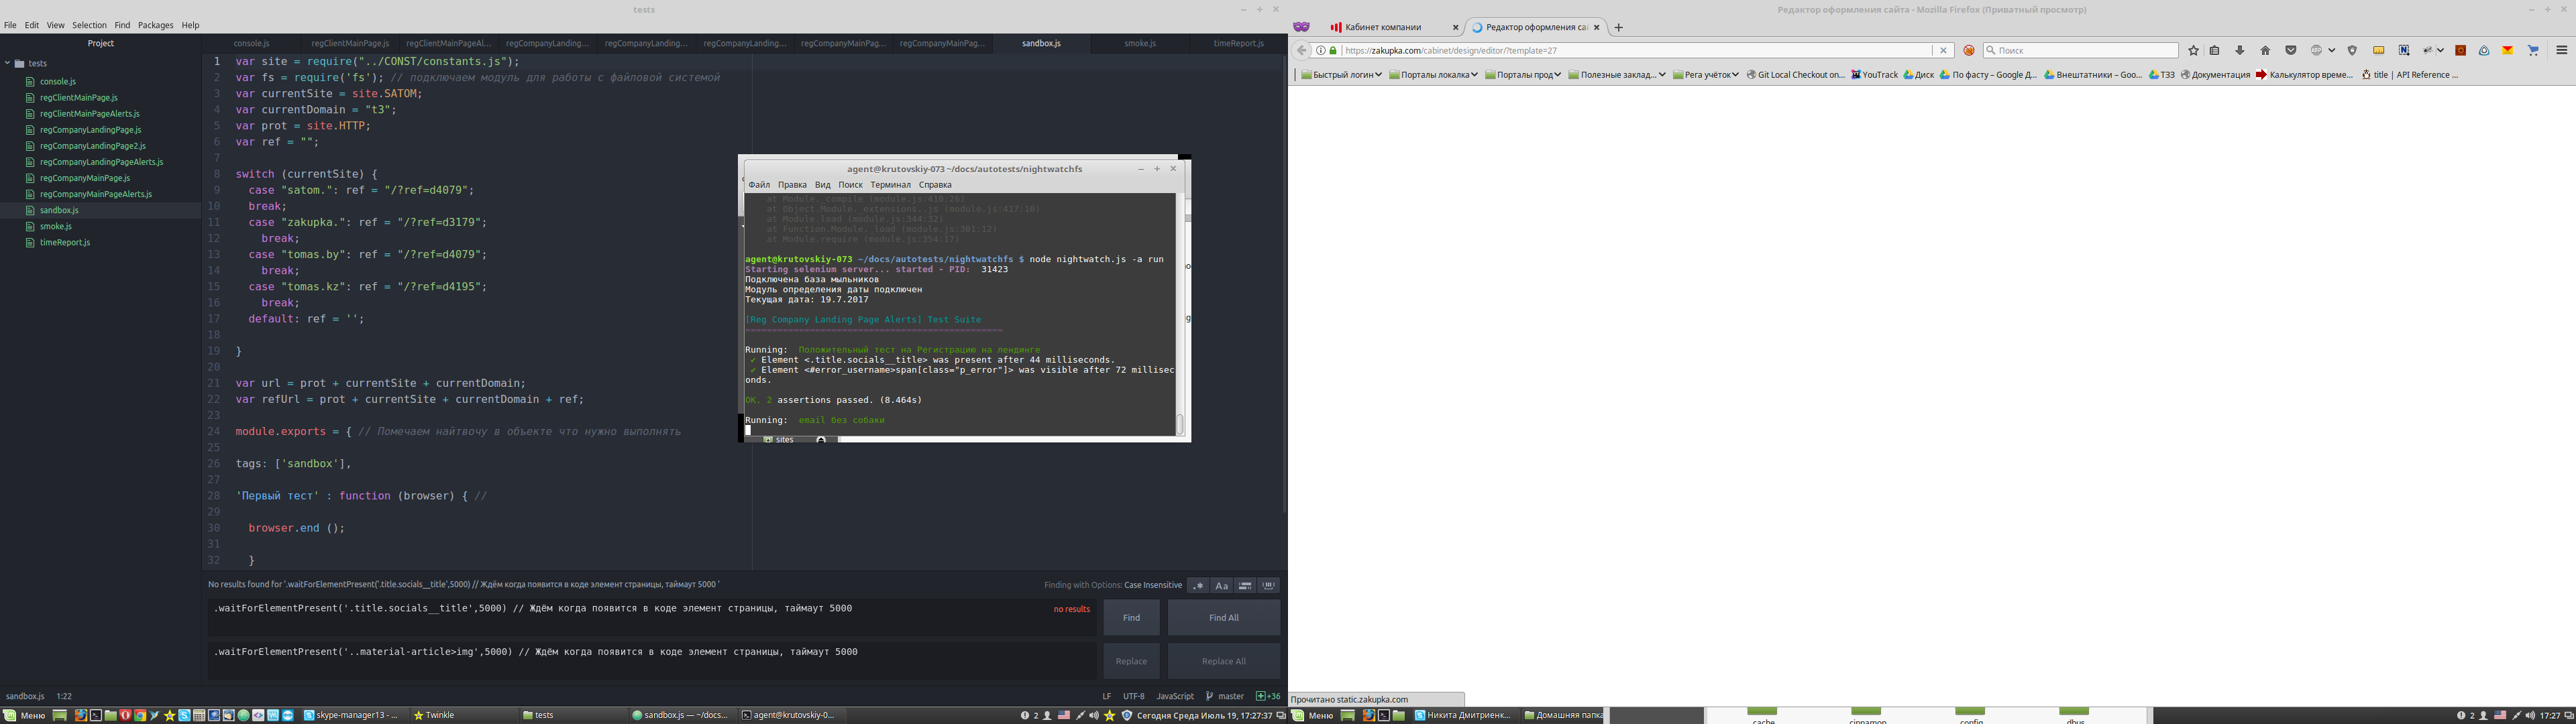 tests
File Edit View Selection Find Packages Help
Project
tests
console.js
regClientMainPage.js
regClientMainPageAlerts.js
regCompanyLandingPage.js
regCompanyLandingPage2.js
regCompanyLandingPageAlerts.js
regCompanyMainPage.js
regCompanyMainPageAlerts.js
sandbox.js
smoke.js
timeReport.js
console.js regClientMainPage.js regClientMainPageAl... regCompanyLanding... regCompanyLanding... regCompanyLanding... regCompanyMainPag... regCompanyMainPag... sandbox.js smoke.js timeReport.js
1 var site = require("../CONST/constants.js");
2 var fs = require('fs'); // подключаем модуль для работы с файловой системой
3 var currentSite = site.SATOM;
4 var currentDomain = "t3";
5 var prot = site.HTTP;
6 var ref = "";
7
8 switch (currentSite) {
9 case "satom.": ref = "/?ref=d4079";
10 break;
11 case "zakupka.": ref = "/?ref=d3179";
12 break;
13 case "tomas.by": ref = "/?ref=d4079";
14 break;
15 case "tomas.kz": ref = "/?ref=d4195";
16 break;
17 default: ref = '';
18
19 }
20
21 var url = prot + currentSite + currentDomain;
22 var refUrl = prot + currentSite + currentDomain + ref;
23
24 module.exports = { // Помечаем найтвочу в объекте что нужно выполнять
25
26 tags: ['sandbox'],
27
28 'Первый тест' : function (browser) { //
29
30 browser.end ();
31
32 }
agent@krutovskiy-073 ~/docs/autotests/nightwatchfs
Файл Правка Вид Поиск Терминал Справка
at Module._compile (module.js:410:26)
at Object.Module._extensions..js (module.js:417:10)
at Module.load (module.js:344:32)
at Function.Module._load (module.js:301:12)
at Module.require (module.js:354:17)
agent@krutovskiy-073 ~/docs/autotests/nightwatchfs $ node nightwatch.js -a run
Starting selenium server... started - PID: 31423
Подключена база мыльников
Модуль определения даты подключен
Текущая дата: 19.7.2017
[Reg Company Landing Page Alerts] Test Suite
================================================
Running: Положительный тест на Регистрацию на лендинге
✔ Element <.title.socials__title> was present after 44 milliseconds.
✔ Element <#error_username>span[class="p_error"]> was visible after 72 millisec
onds.
OK. 2 assertions passed. (8.464s)
Running: email без собаки
sites
No results found for '.waitForElementPresent('.title.socials__title',5000) // Ждём когда появится в коде элемент страницы, таймаут 5000 '
Finding with Options: Case Insensitive
.* Aa
.waitForElementPresent('.title.socials__title',5000) // Ждём когда появится в коде элемент страницы, таймаут 5000
no results
Find Find All
.waitForElementPresent('..material-article>img',5000) // Ждём когда появится в коде элемент страницы, таймаут 5000
Replace Replace All
sandbox.js 1:22 LF UTF-8 JavaScript master +36
Меню skype-manager13 - ... Twinkle tests sandbox.js — ~/docs... agent@krutovskiy-0... 2 Сегодня Среда Июль 19, 17:27:37
Редактор оформления сайта - Mozilla Firefox (Приватный просмотр)
Кабинет компании
Редактор оформления са
https://zakupka.com/cabinet/design/editor/?template=27
Поиск
Быстрый логин Порталы локалка Порталы прод Полезные заклад... Рега учёток Git Local Checkout on... YouTrack Диск По фасту – Google Д... Внештатники – Goo... ТЗЗ Документация Калькулятор време... title | API Reference ...
Прочитано static.zakupka.com
Меню Никита Дмитриенк... Домашняя папка
cache cinnamon config dbus
2 17:27